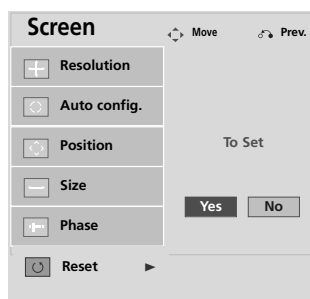 Screen
Move Prev.
Resolution
Auto config.
Position
To Set
Size
Yes No
Phase
Reset